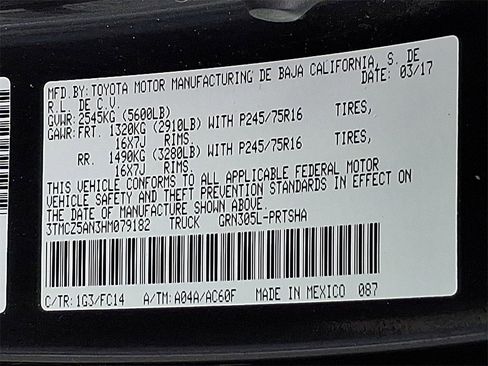 MFD.BY: TOYOTA MOTOR MANUFACTURING DE BAJA CALIFORNIA, S. DE
R.L. DE C.V. DATE: 03/17
GVWR: 2545KG (5600LB)
GAWR: FRT. 1320KG (2910LB) WITH P245/75R16 TIRES,
16X7J RIMS.
RR. 1490KG (3280LB) WITH P245/75R16 TIRES,
16X7J RIMS.
THIS VEHICLE CONFORMS TO ALL APPLICABLE FEDERAL MOTOR
VEHICLE SAFETY AND THEFT PREVENTION STANDARDS IN EFFECT ON
THE DATE OF MANUFACTURE SHOWN ABOVE.
3TMCZ5AN3HM079182 TRUCK GRN305L-PRTSHA
C/TR: 1G3/FC14 A/TM: A04A/AC60F MADE IN MEXICO 087